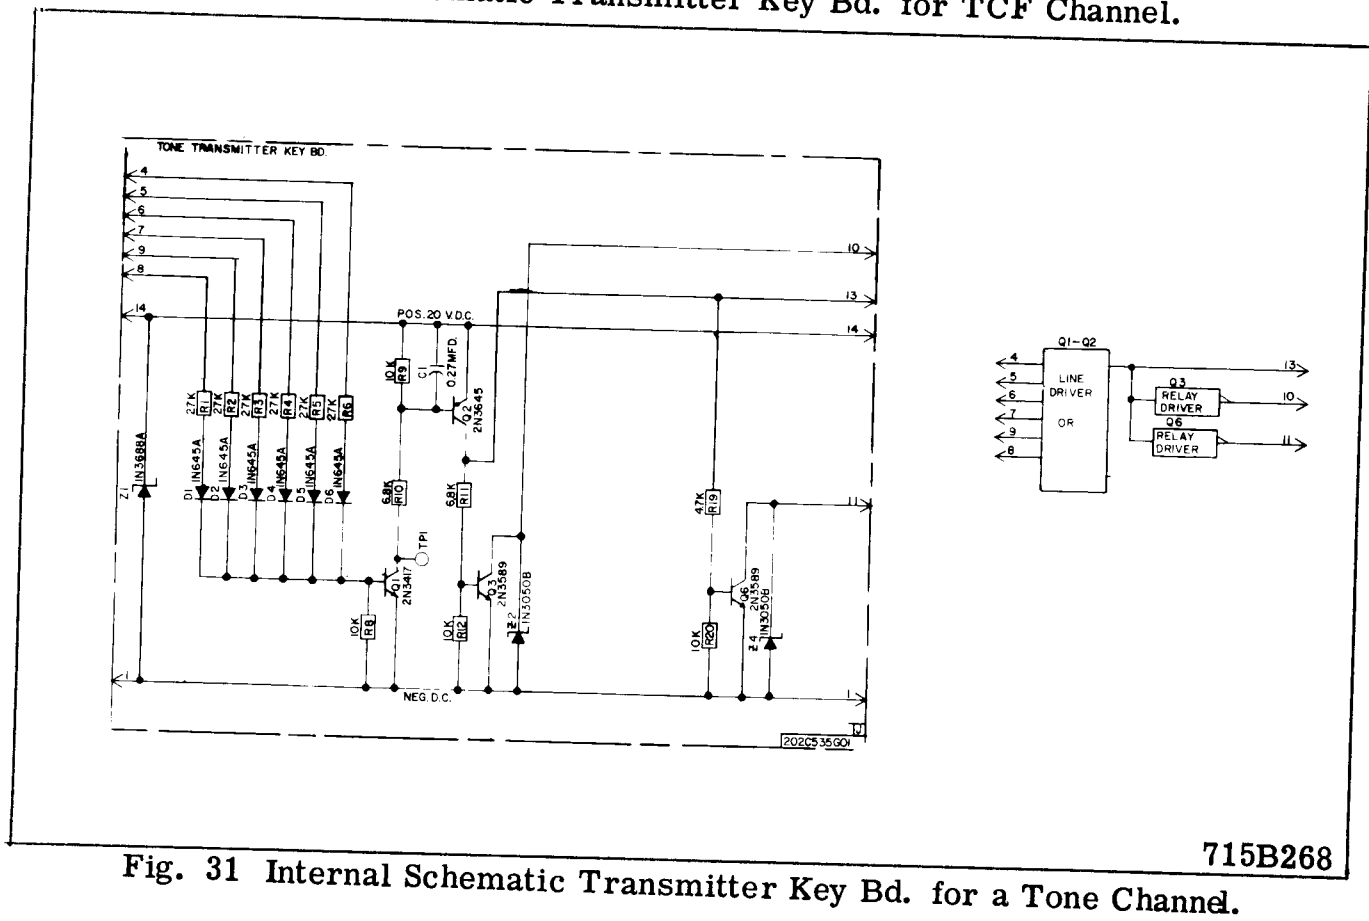 matic Transmitter Key Bd. for TCF Channel.
TONE TRANSMITTER KEY BD.
4
5
6
7
9
8
14
POS. 20 V.D.C.
10
13
14
10K
R9
C1
0.27MFD.
Q2
2N3645
27K
R1
27K
R2
27K
R3
27K
R4
27K
R5
27K
R6
Z1
1N3688A
D1
1N645A
D2
1N645A
D3
1N645A
D4
1N645A
D5
1N645A
D6
1N645A
6.8K
R10
6.8K
R11
4.7K
R19
11
TP1
Q1
2N3417
Q3
2N3589
Z2
1N3050B
Q6
2N3589
Z4
1N3050B
10K
R8
10K
R12
10K
R20
1
NEG. D.C.
1
J
202C535G01
Q1-Q2
4
5
6
7
9
8
LINE
DRIVER
OR
13
Q3
RELAY
DRIVER
10
Q6
RELAY
DRIVER
11
715B268
Fig. 31 Internal Schematic Transmitter Key Bd. for a Tone Channel.